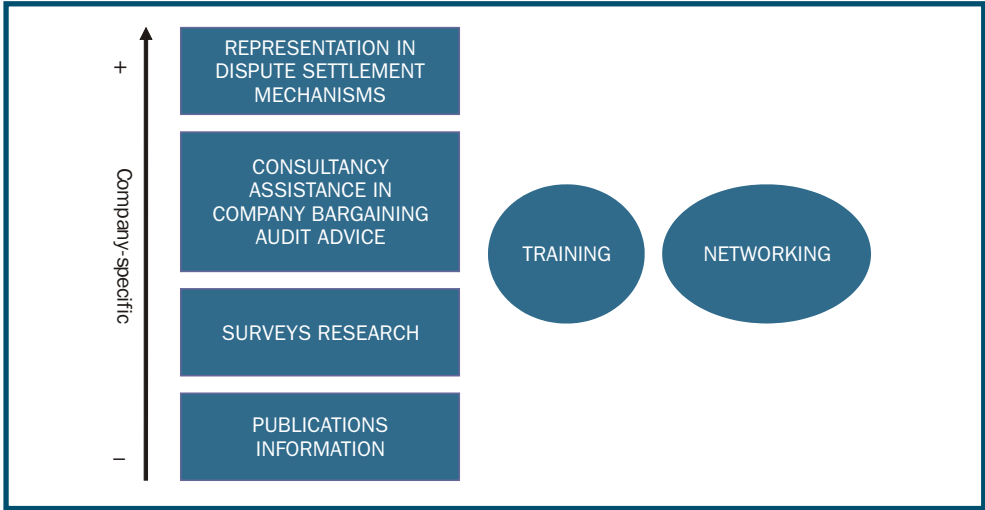 +
Company-specific
–
REPRESENTATION IN
DISPUTE SETTLEMENT
MECHANISMS
CONSULTANCY
ASSISTANCE IN
COMPANY BARGAINING
AUDIT ADVICE
SURVEYS RESEARCH
PUBLICATIONS
INFORMATION
TRAINING
NETWORKING